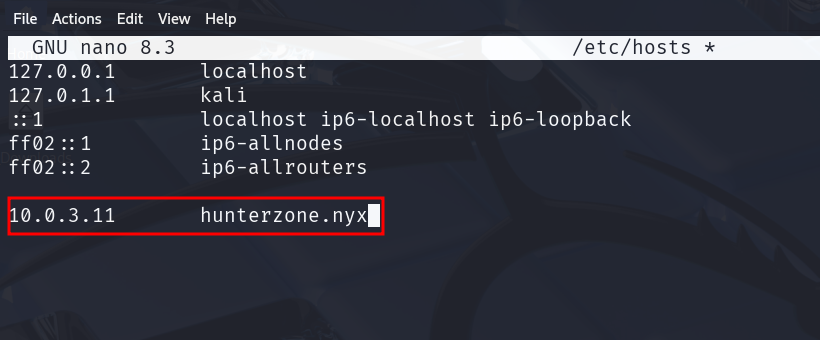 File Actions Edit View Help
GNU nano 8.3 /etc/hosts *
127.0.0.1 localhost
127.0.1.1 kali
::1 localhost ip6-localhost ip6-loopback
ff02::1 ip6-allnodes
ff02::2 ip6-allrouters
10.0.3.11 hunterzone.nyx